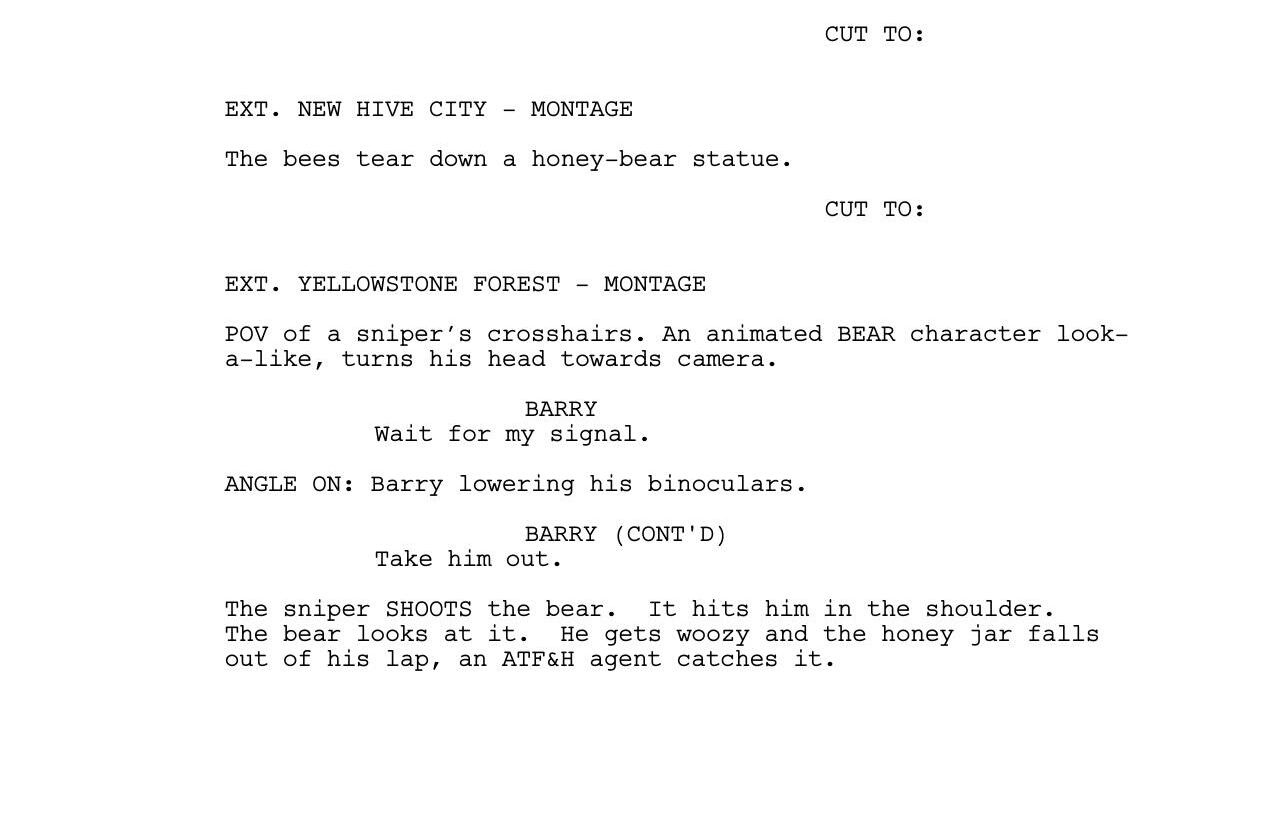 CUT TO:
EXT. NEW HIVE CITY – MONTAGE
The bees tear down a honey-bear statue.
CUT TO:
EXT. YELLOWSTONE FOREST – MONTAGE
POV of a sniper’s crosshairs. An animated BEAR character look-
a-like, turns his head towards camera.
BARRY
Wait for my signal.
ANGLE ON: Barry lowering his binoculars.
BARRY (CONT'D)
Take him out.
The sniper SHOOTS the bear.  It hits him in the shoulder.
The bear looks at it.  He gets woozy and the honey jar falls
out of his lap, an ATF&H agent catches it.